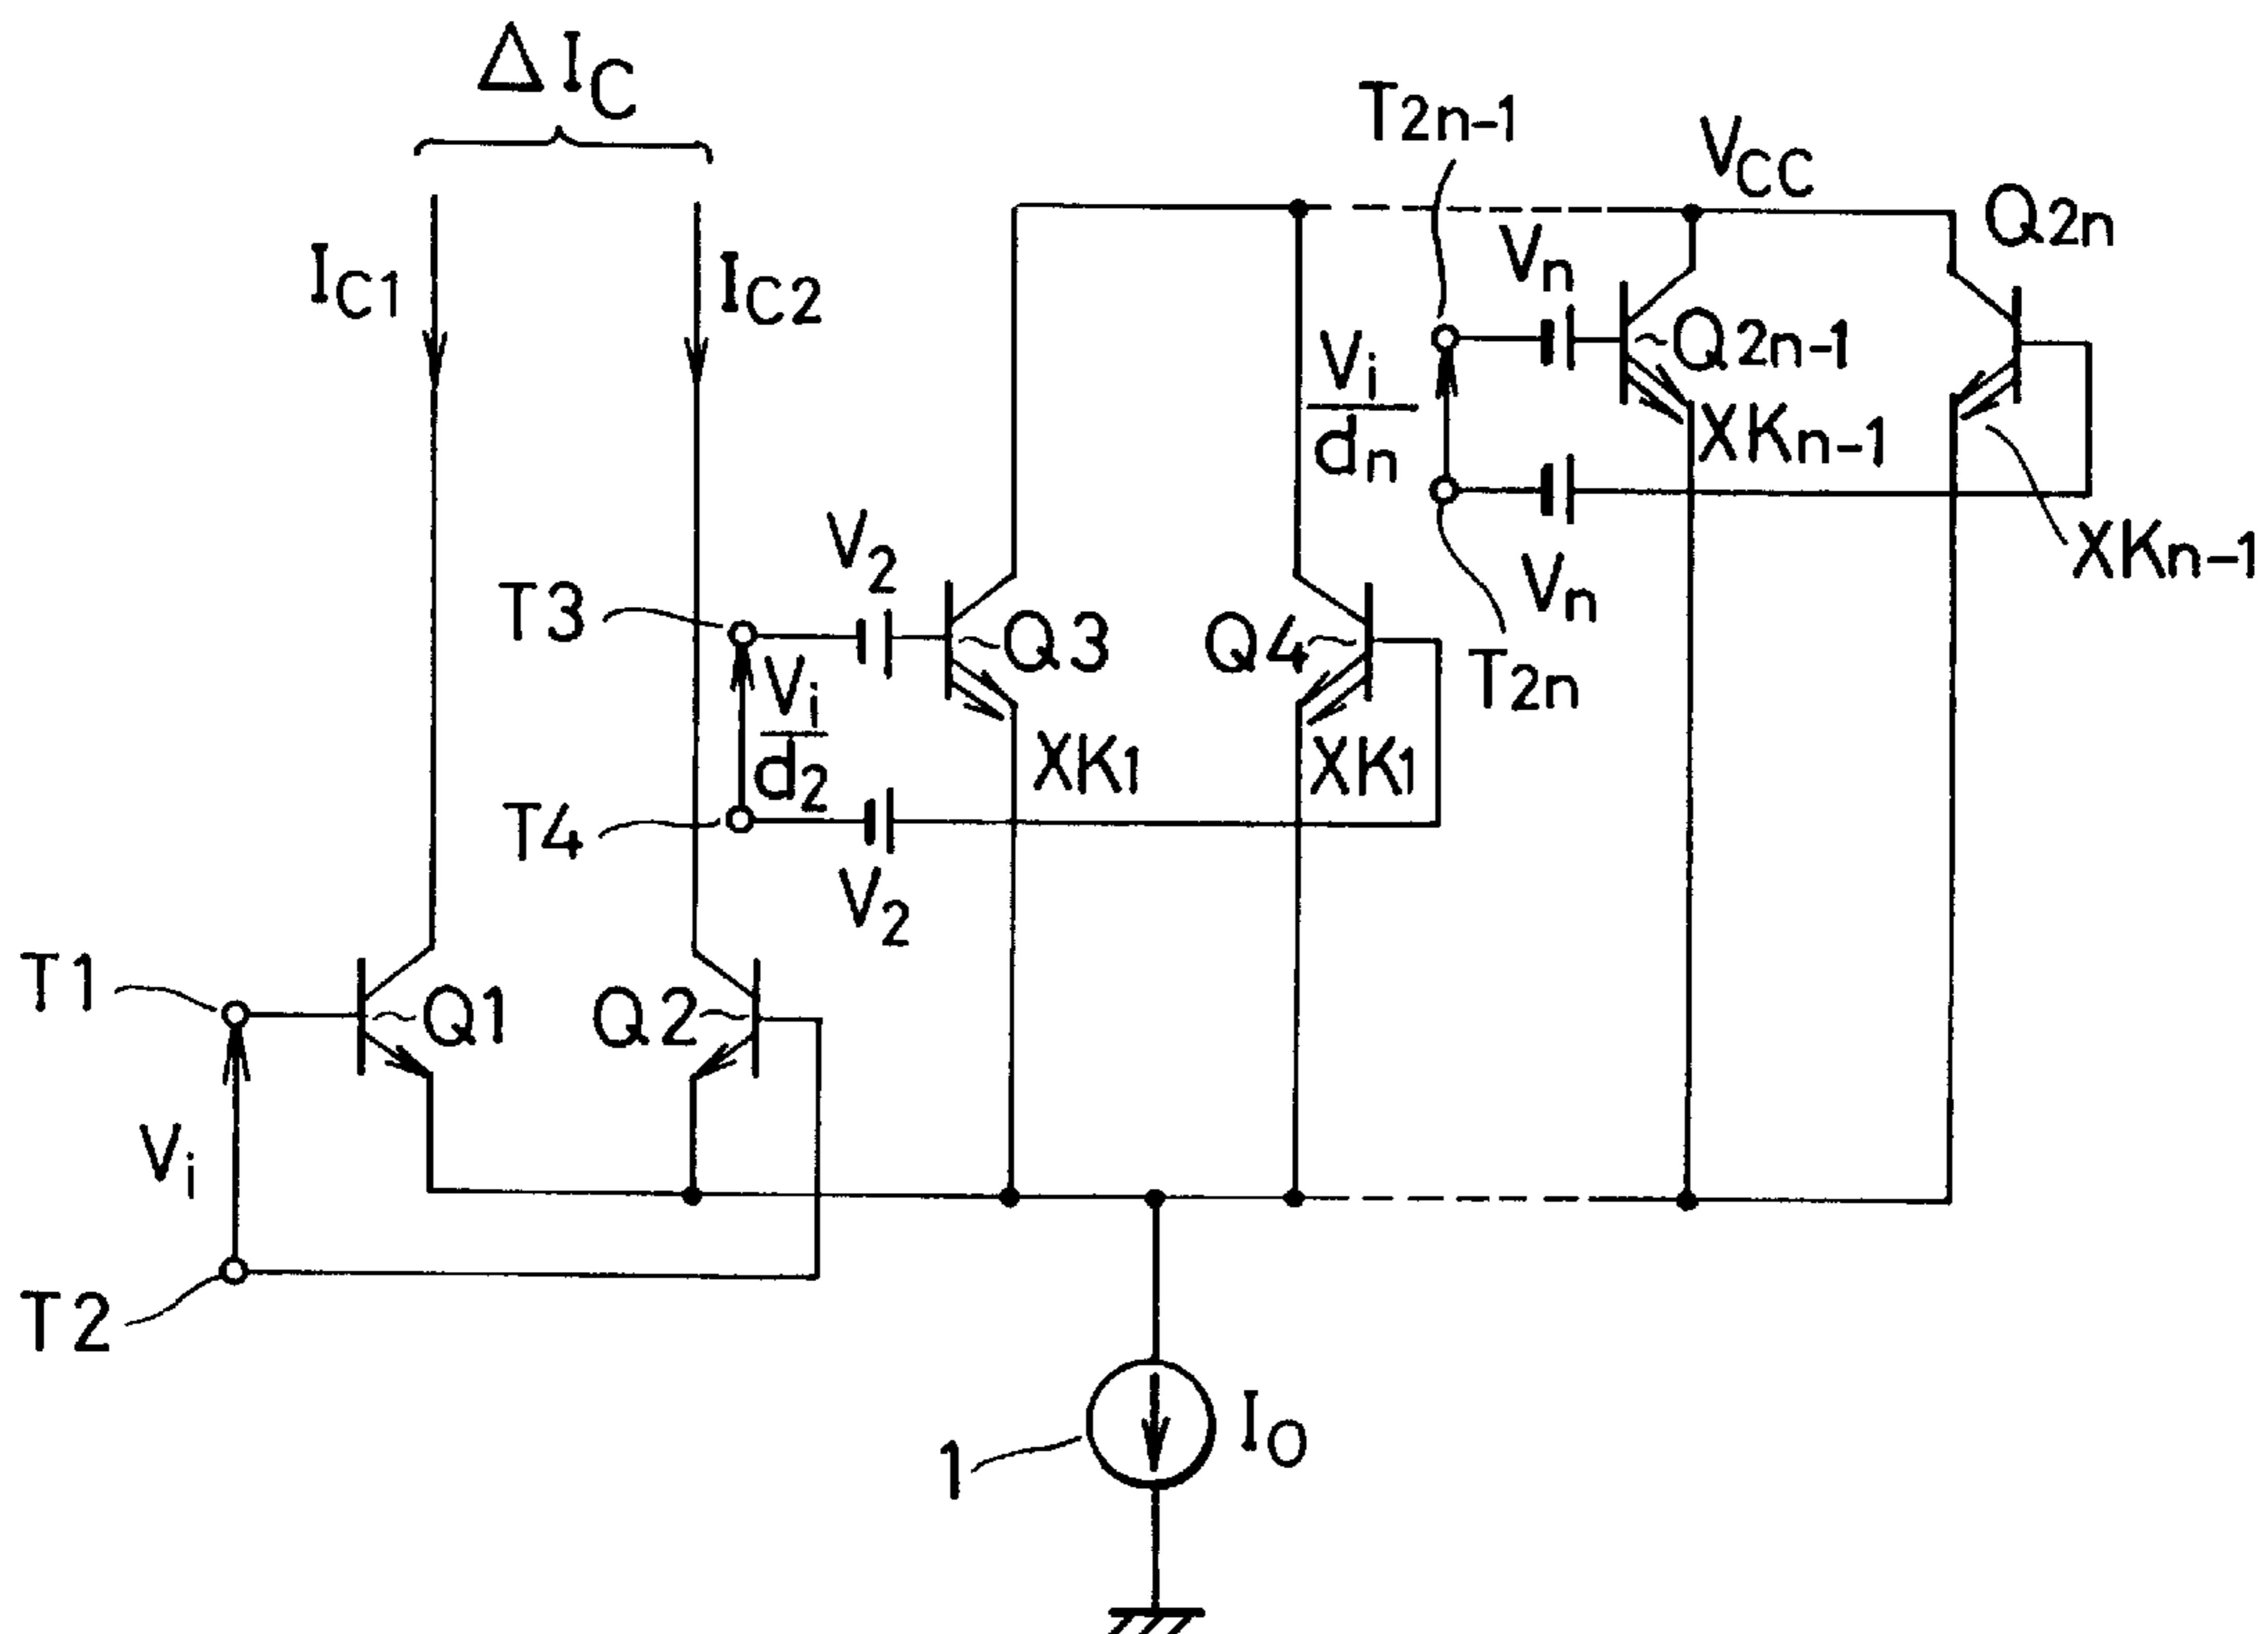 ΔIC
T2n-1
VCC
Q2n
IC1
IC2
Vn
Vi
dn
Q2n-1
XKn-1
XKn-1
V2
Vn
T3
Q3
Q4
T2n
Vi
d2
XK1
XK1
T4
V2
T1
Q1
Q2
Vi
T2
1
IO